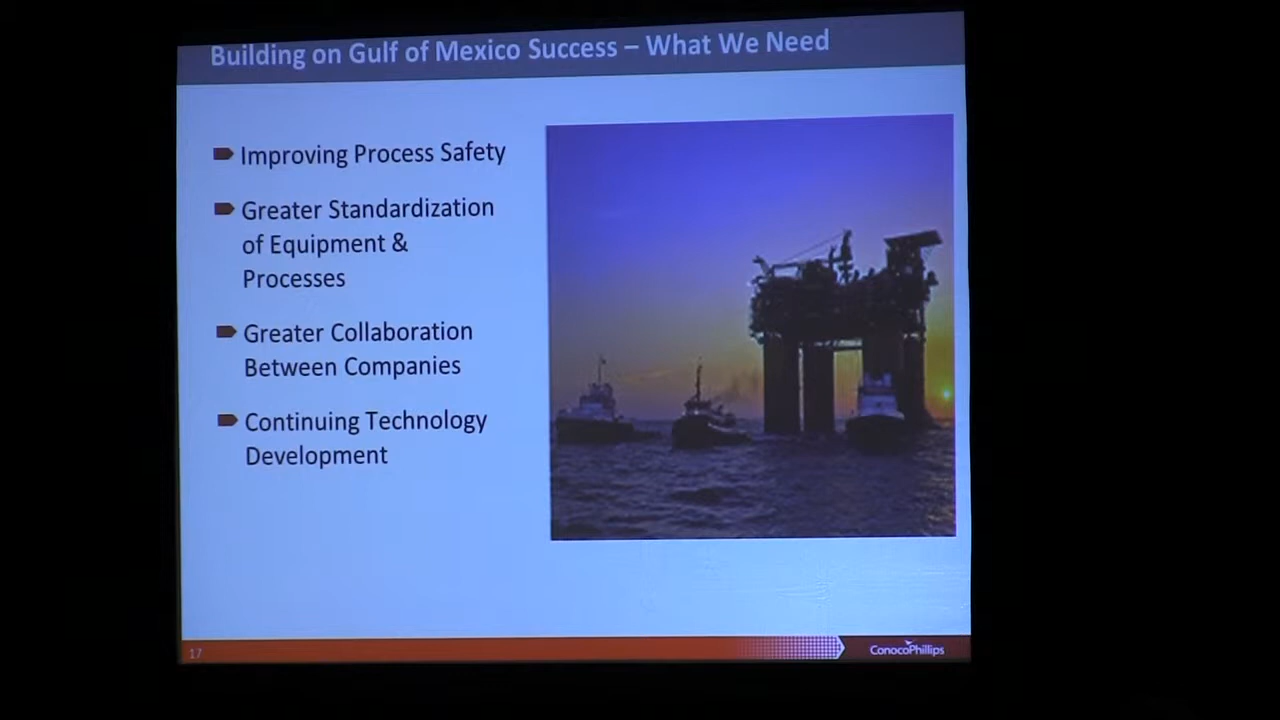 Building on Gulf of Mexico Success – What We Need
Improving Process Safety
Greater Standardization
of Equipment &
Processes
Greater Collaboration
Between Companies
Continuing Technology
Development
17
ConocoPhillips